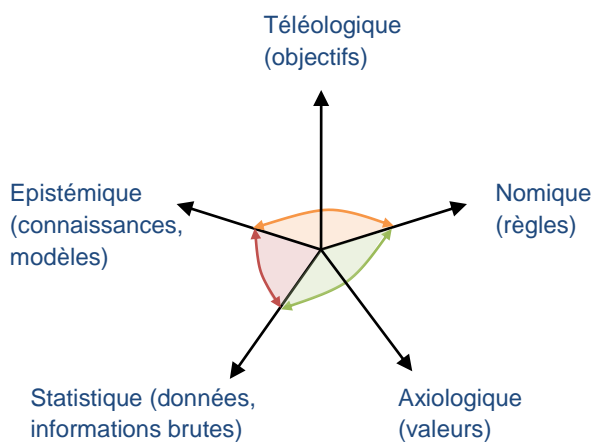 Téléologique
(objectifs)
Epistémique
(connaissances,
modèles)
Nomique
(règles)
Statistique (données,
informations brutes)
Axiologique
(valeurs)